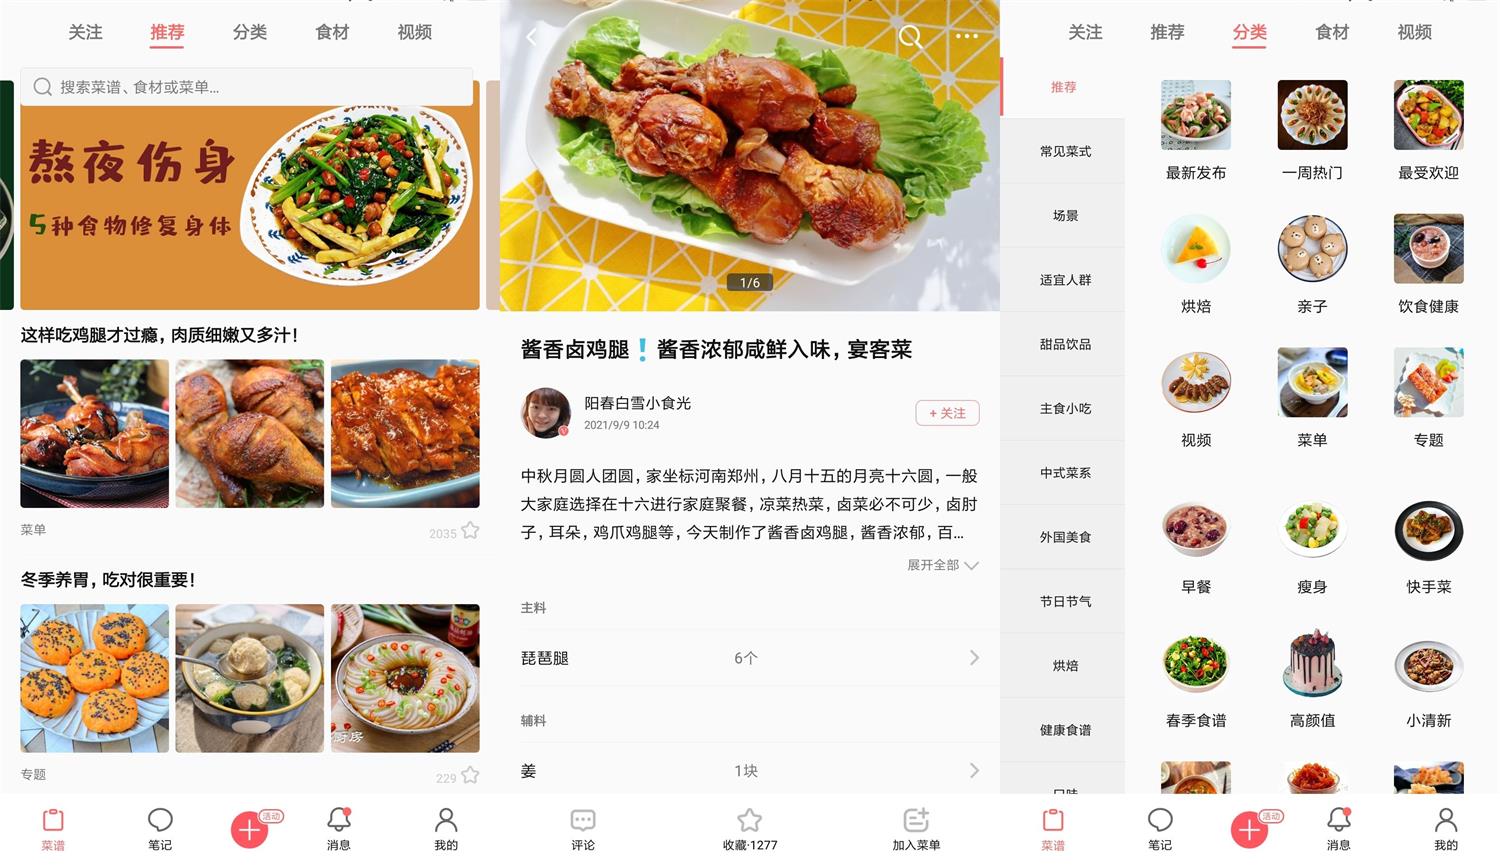 关注 推荐 分类 食材 视频
搜索菜谱、食材或菜单...
熬夜伤身
5种食物修复身体
这样吃鸡腿才过瘾，肉质细嫩又多汁！
菜单
2035
冬季养胃，吃对很重要！
厨房
专题
229
菜谱 笔记 活动 消息 我的
1/6
酱香卤鸡腿❗酱香浓郁咸鲜入味，宴客菜
阳春白雪小食光
2021/9/9 10:24
+ 关注
中秋月圆人团圆，家坐标河南郑州，八月十五的月亮十六圆，一般
大家庭选择在十六进行家庭聚餐，凉菜热菜，卤菜必不可少，卤肘
子，耳朵，鸡爪鸡腿等，今天制作了酱香卤鸡腿，酱香浓郁，百...
展开全部
主料
琵琶腿 6个
辅料
姜 1块
评论 收藏·1277 加入菜单
关注 推荐 分类 食材 视频
推荐
常见菜式
场景
适宜人群
甜品饮品
主食小吃
中式菜系
外国美食
节日节气
烘焙
健康食谱
口味
最新发布 一周热门 最受欢迎
烘焙 亲子 饮食健康
视频 菜单 专题
早餐 瘦身 快手菜
春季食谱 高颜值 小清新
菜谱 笔记 活动 消息 我的